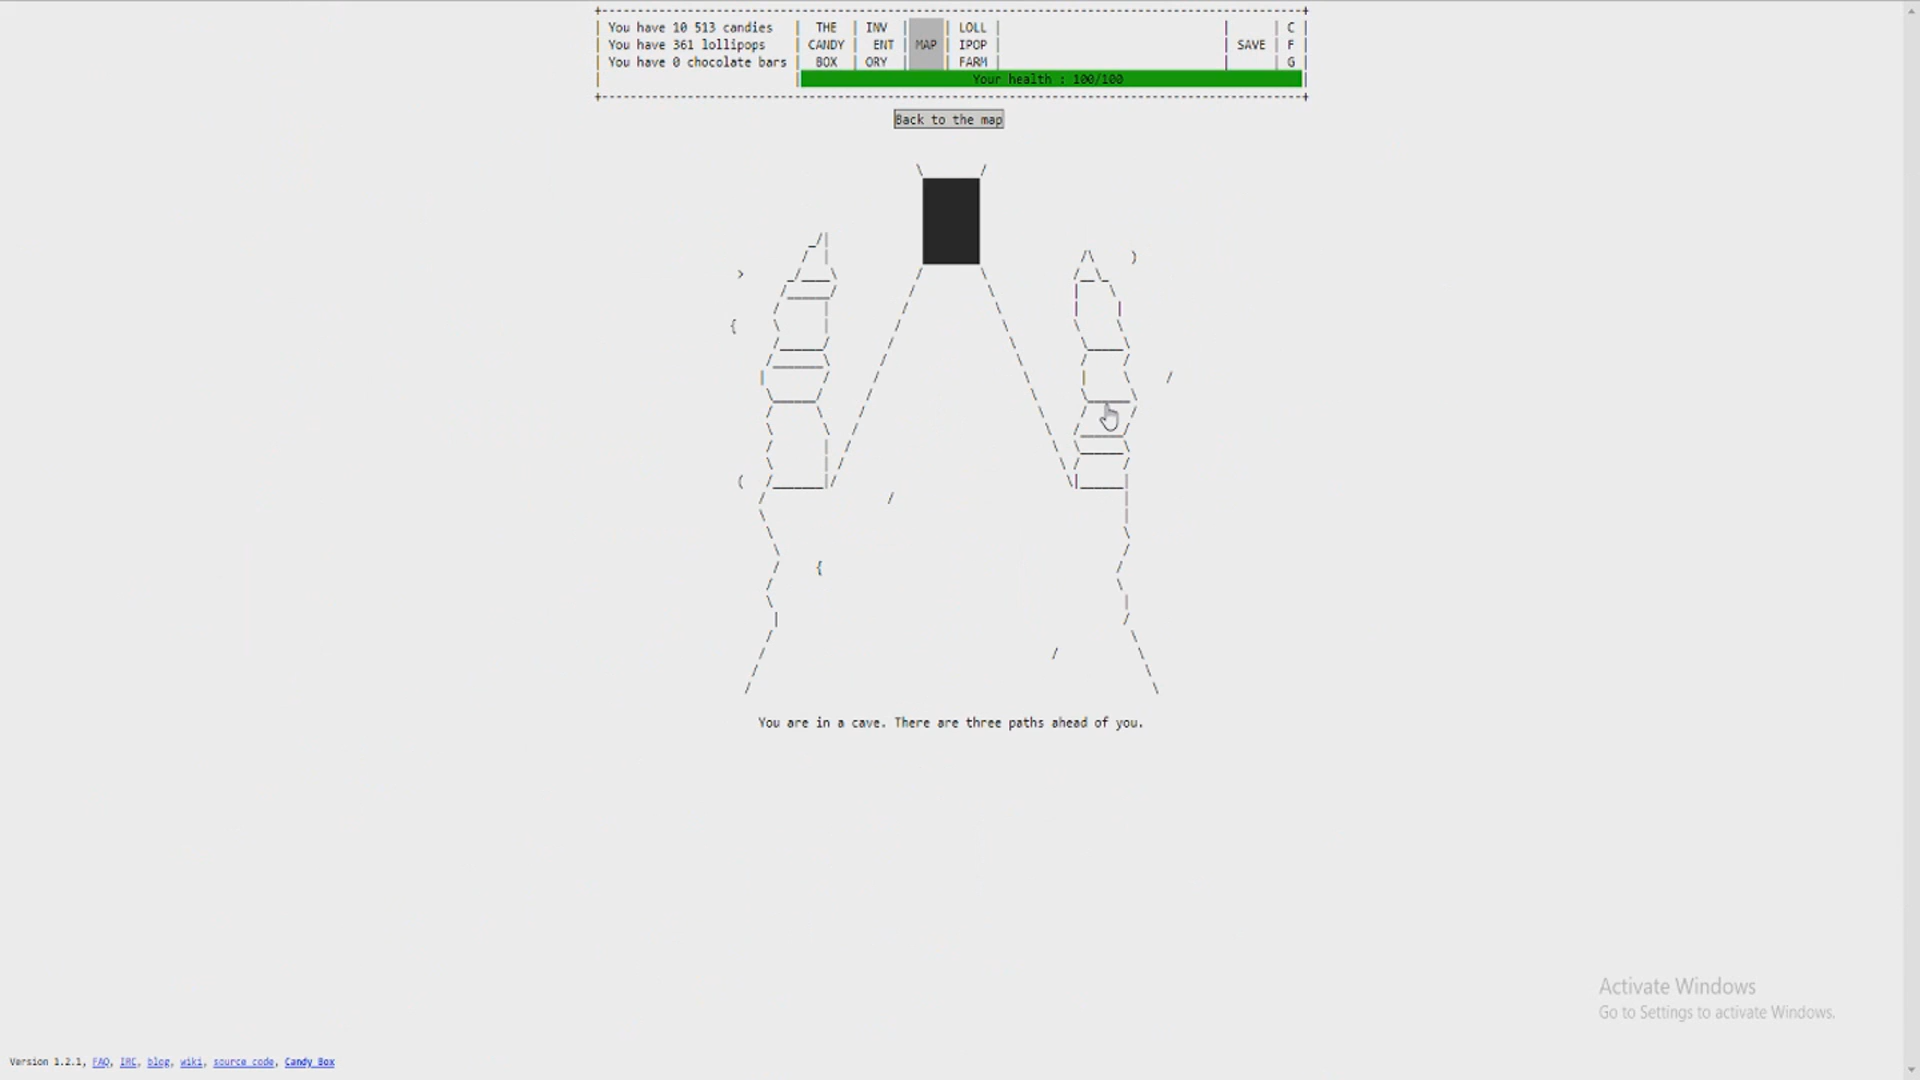 You have 10 513 candies
You have 361 lollipops
You have 0 chocolate bars
THE CANDY BOX
INV ENT ORY
MAP
LOLL IPOP FARM
SAVE
C F G
Your health : 100/100
Back to the map
You are in a cave. There are three paths ahead of you.
Activate Windows
Go to Settings to activate Windows.
Version 1.2.1, FAQ, IRC, blog, wiki, source code, Candy Box